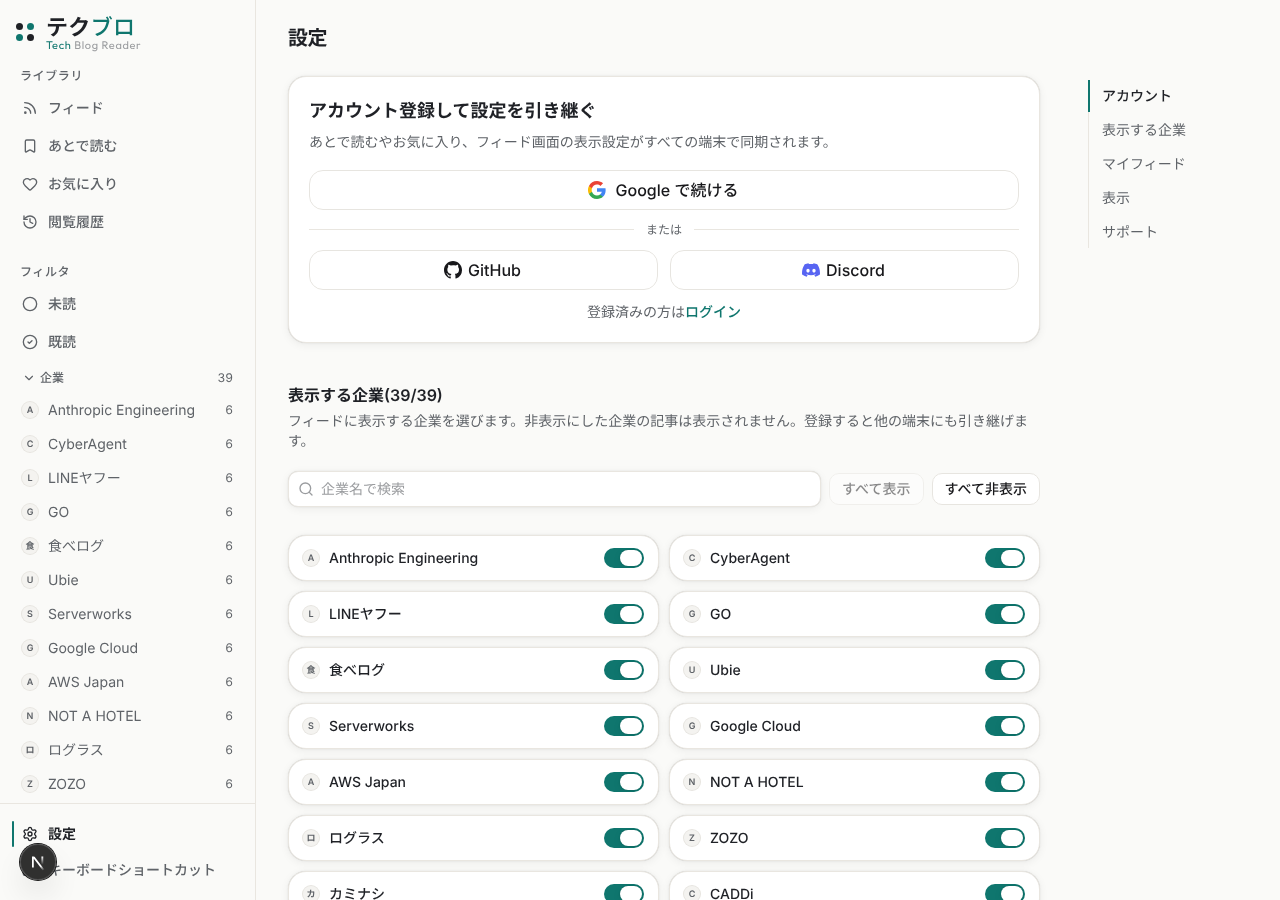 テクブロ
Tech Blog Reader
ライブラリ
フィード
あとで読む
お気に入り
閲覧履歴
フィルタ
未読
既読
企業 39
A Anthropic Engineering 6
C CyberAgent 6
L LINEヤフー 6
G GO 6
食 食べログ 6
U Ubie 6
S Serverworks 6
G Google Cloud 6
A AWS Japan 6
N NOT A HOTEL 6
ロ ログラス 6
Z ZOZO 6
設定
N
キーボードショートカット
設定
アカウント登録して設定を引き継ぐ
あとで読むやお気に入り、フィード画面の表示設定がすべての端末で同期されます。
Google で続ける
または
GitHub
Discord
登録済みの方はログイン
表示する企業(39/39)
フィードに表示する企業を選びます。非表示にした企業の記事は表示されません。登録すると他の端末にも引き継げま
す。
企業名で検索
すべて表示
すべて非表示
A Anthropic Engineering
C CyberAgent
L LINEヤフー
G GO
食 食べログ
U Ubie
S Serverworks
G Google Cloud
A AWS Japan
N NOT A HOTEL
ロ ログラス
Z ZOZO
カ カミナシ
C CADDi
アカウント
表示する企業
マイフィード
表示
サポート